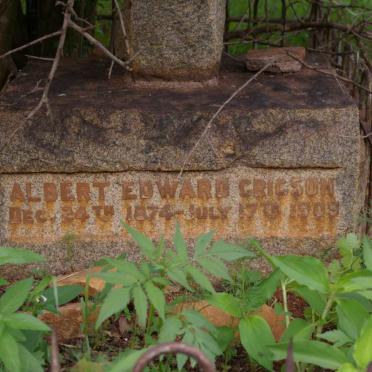 ALBERT EDWARD GRIGSON
DEC. 24TH 1874-JULY 17TH 1909